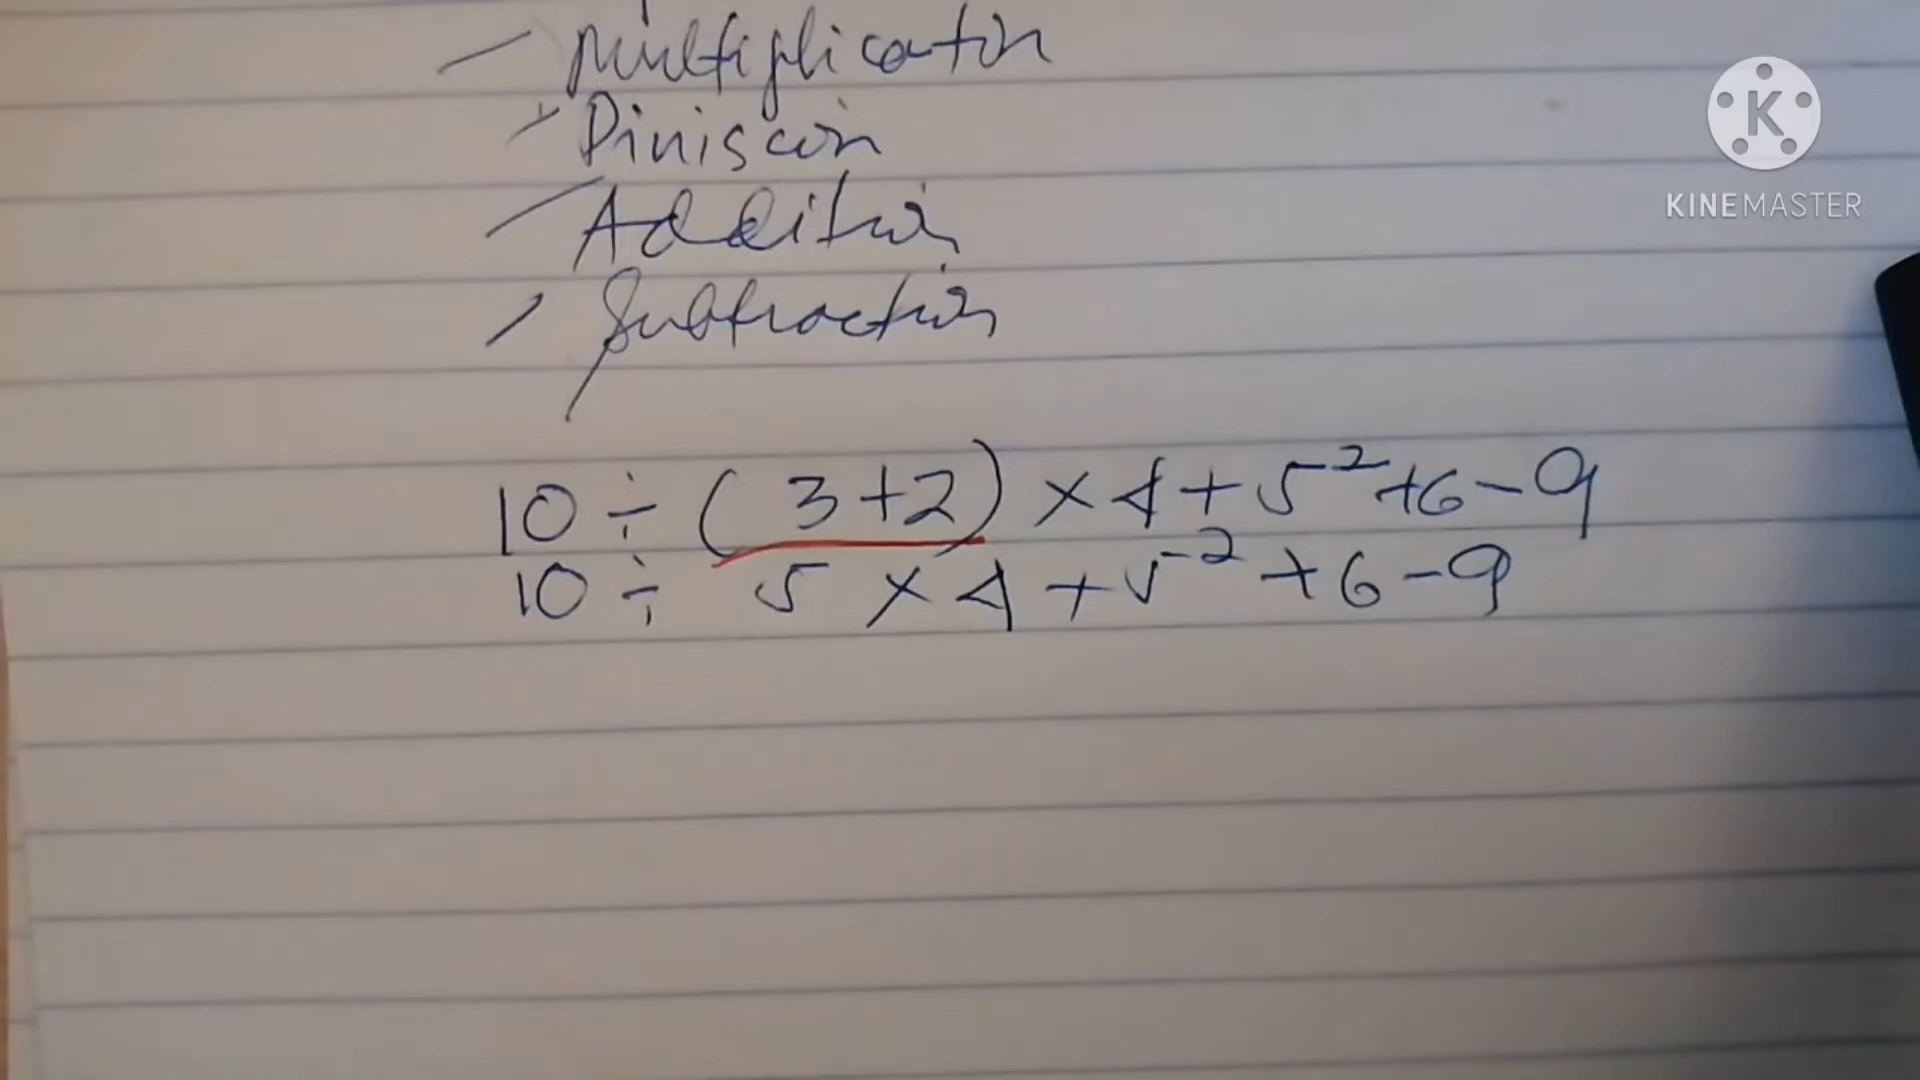 Multiplication
Division
Addition
Subtraction
10 ÷ (3+2) × 4 + 5² + 6 - 9
10 ÷ 5 × 4 + 5² + 6 - 9
K
KINEMASTER